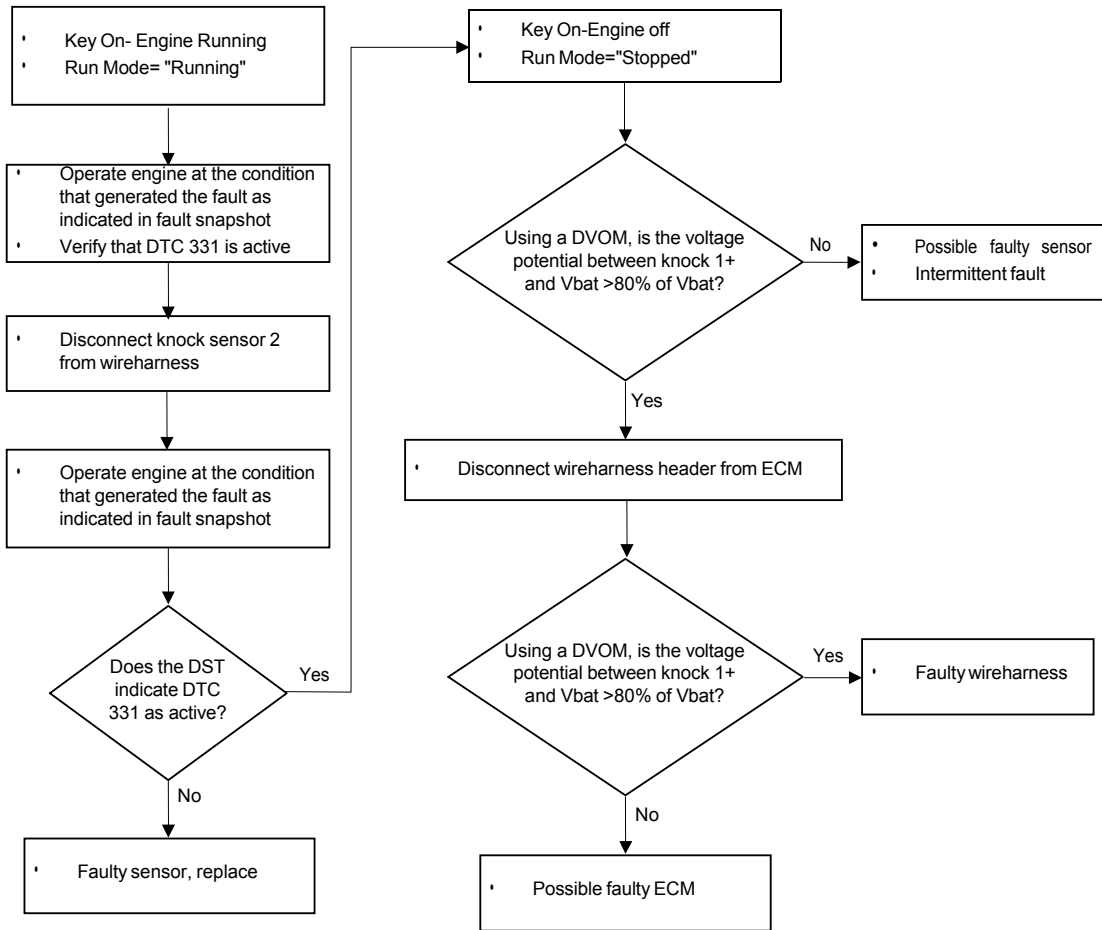 • Key On- Engine Running
• Run Mode= "Running"
• Operate engine at the condition
that generated the fault as
indicated in fault snapshot
• Verify that DTC 331 is active
• Disconnect knock sensor 2
from wireharness
• Operate engine at the condition
that generated the fault as
indicated in fault snapshot
Does the DST
indicate DTC
331 as active?
Yes
No
• Faulty sensor, replace
• Key On-Engine off
• Run Mode="Stopped"
Using a DVOM, is the voltage
potential between knock 1+
and Vbat >80% of Vbat?
No
• Possible faulty sensor
• Intermittent fault
Yes
• Disconnect wireharness header from ECM
Using a DVOM, is the voltage
potential between knock 1+
and Vbat >80% of Vbat?
Yes
• Faulty wireharness
No
• Possible faulty ECM